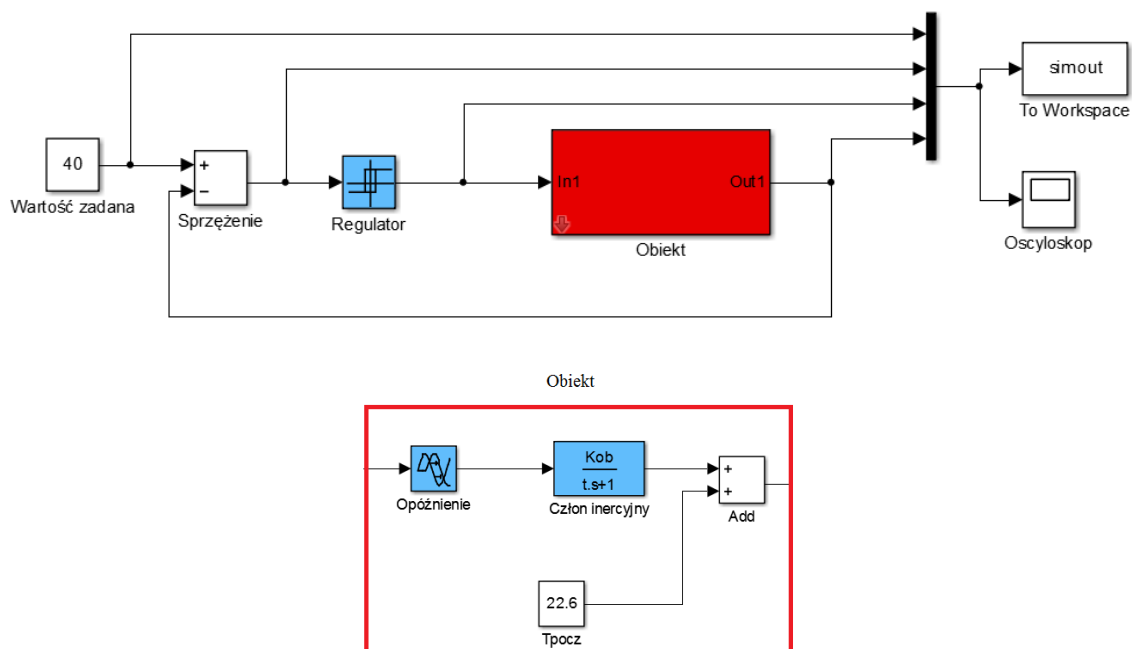 simout
To Workspace
40
Wartość zadana
+
−
Sprzężenie
Regulator
In1
Out1
Obiekt
Oscyloskop
Obiekt
Opóźnienie
Kob
t.s+1
Człon inercyjny
+
+
Add
22.6
Tpocz